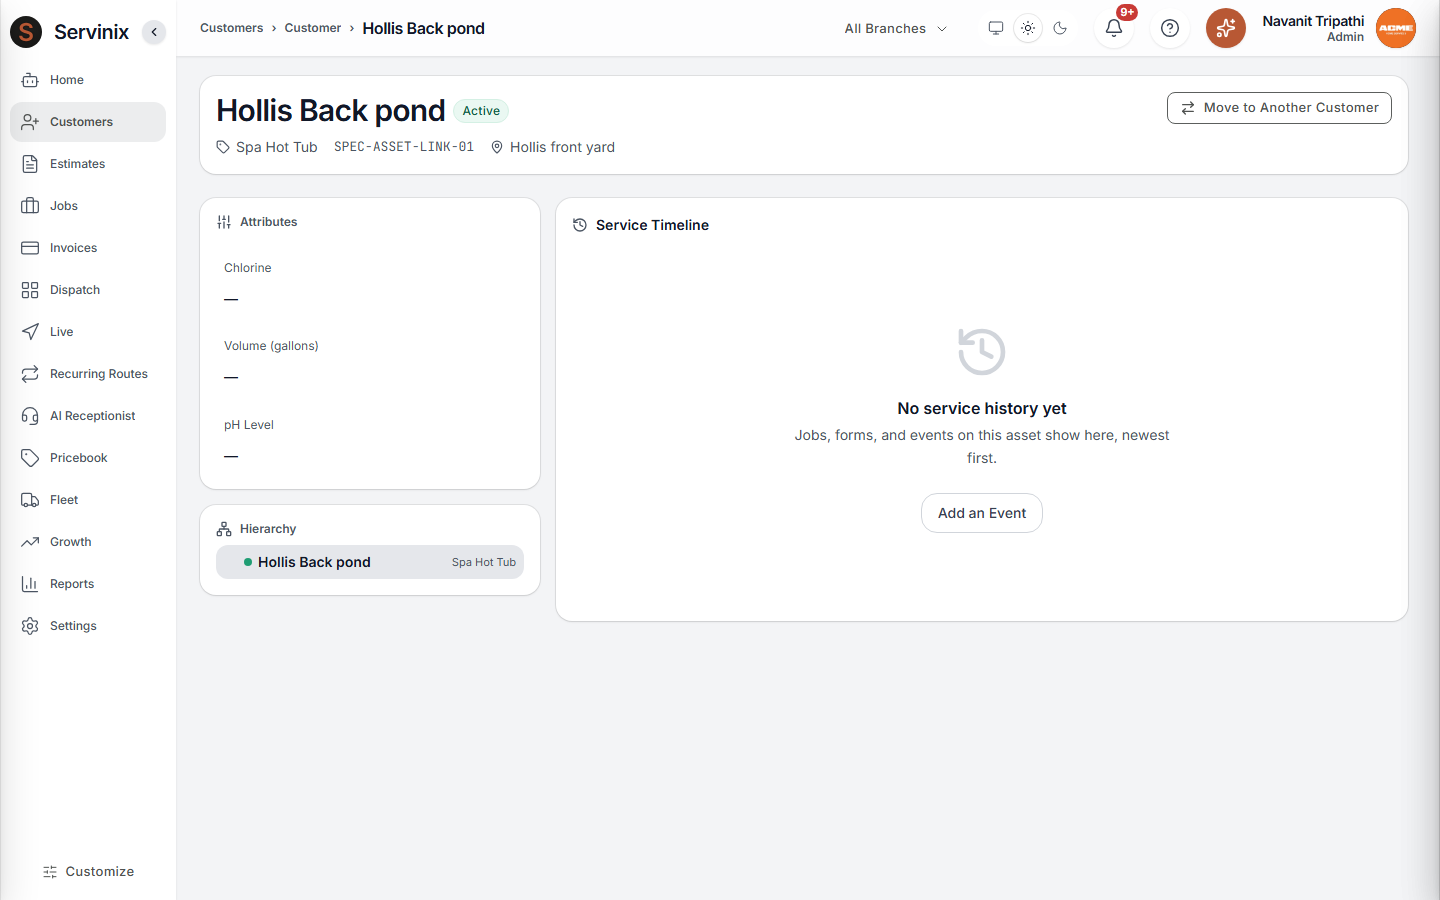 S Servinix
Customers › Customer › Hollis Back pond
All Branches
9+
Navanit Tripathi
Admin
ACME
Home
Customers
Estimates
Jobs
Invoices
Dispatch
Live
Recurring Routes
AI Receptionist
Pricebook
Fleet
Growth
Reports
Settings
Customize
Hollis Back pond Active
Move to Another Customer
Spa Hot Tub SPEC-ASSET-LINK-01 Hollis front yard
Attributes
Chlorine
—
Volume (gallons)
—
pH Level
—
Hierarchy
Hollis Back pond Spa Hot Tub
Service Timeline
No service history yet
Jobs, forms, and events on this asset show here, newest
first.
Add an Event